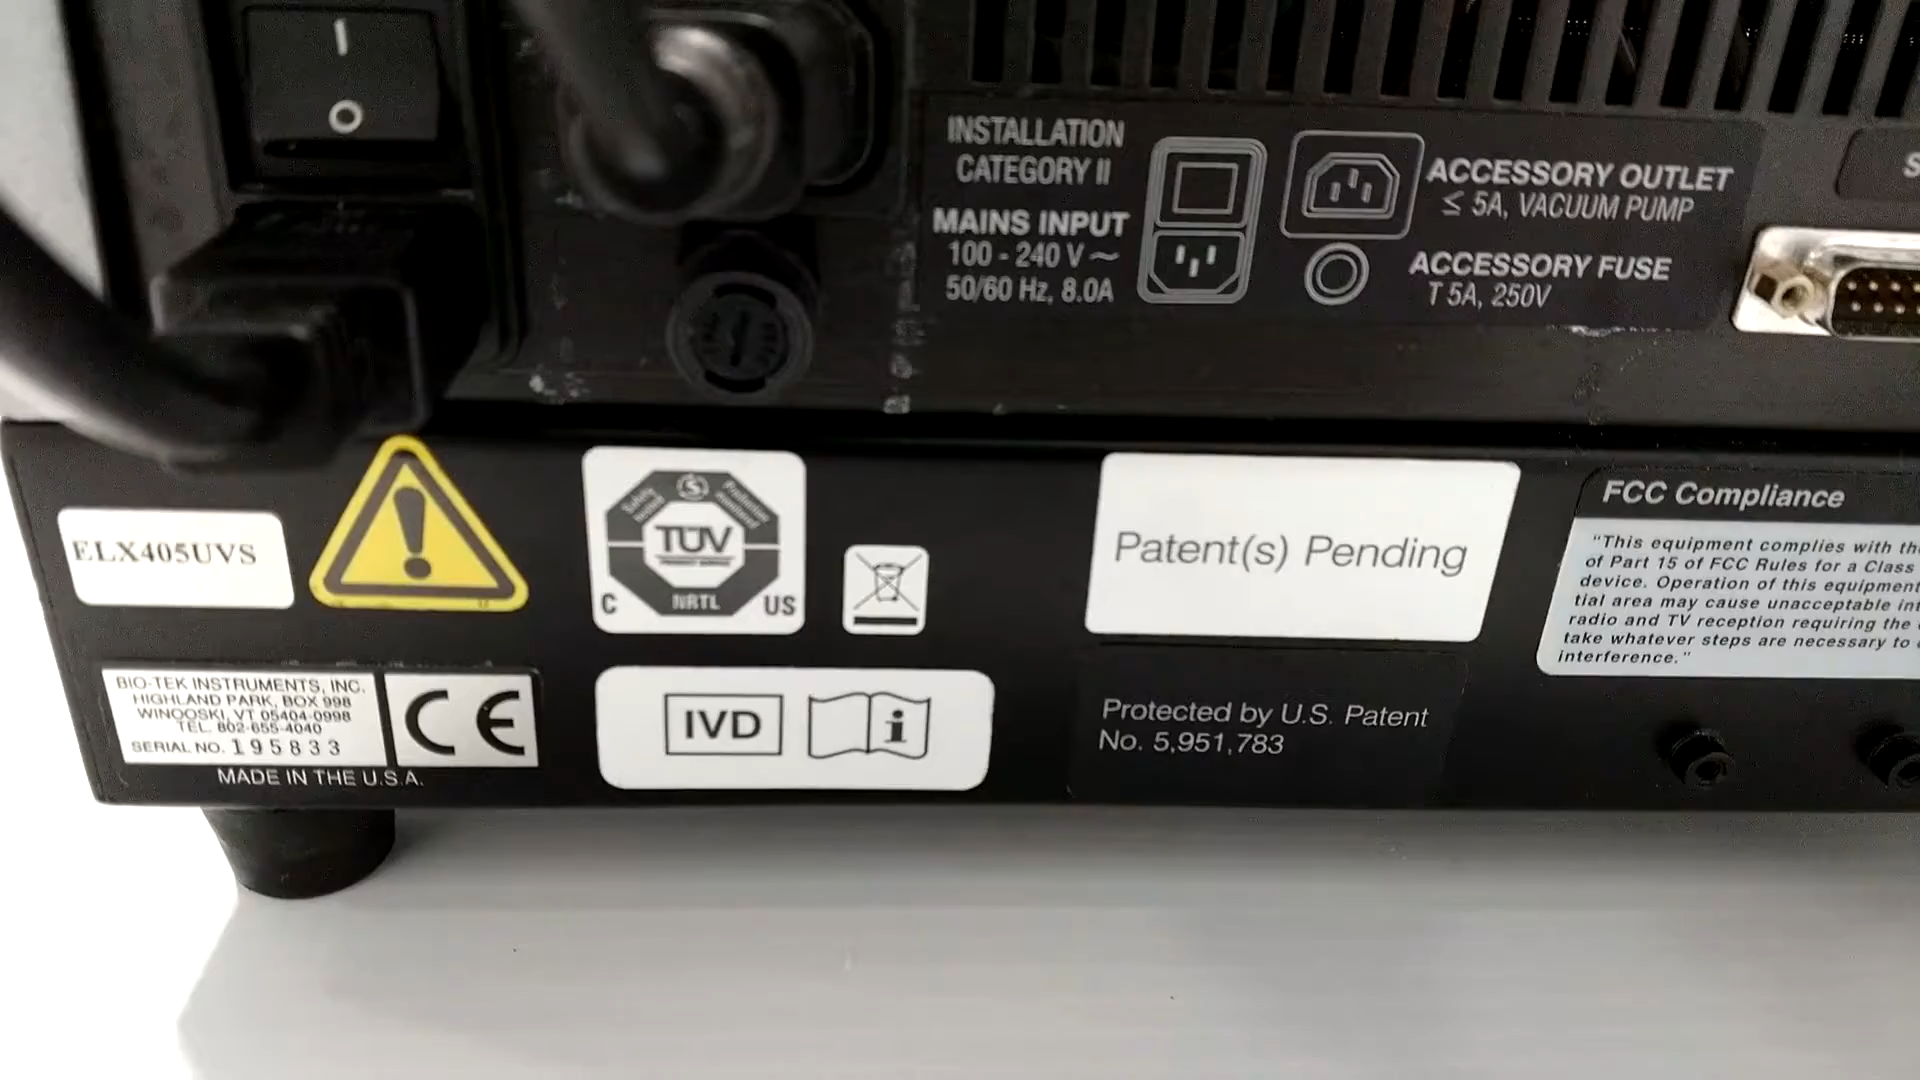 I
O
INSTALLATION
CATEGORY II
MAINS INPUT
100 - 240 V ~
50/60 Hz, 8.0A
ACCESSORY OUTLET
≤ 5A, VACUUM PUMP
ACCESSORY FUSE
T 5A, 250V
S
ELX405UVS
!
Safety
tested
S
Production
monitored
TÜV
C
NRTL
US
Patent(s) Pending
FCC Compliance
"This equipment complies with the
of Part 15 of FCC Rules for a Class
device. Operation of this equipment
tial area may cause unacceptable int
radio and TV reception requiring the
take whatever steps are necessary to
interference."
BIO-TEK INSTRUMENTS, INC.
HIGHLAND PARK, BOX 998
WINOOSKI, VT 05404-0998
TEL. 802-655-4040
SERIAL NO. 195833
CE
MADE IN THE U.S.A.
IVD
i
Protected by U.S. Patent
No. 5,951,783